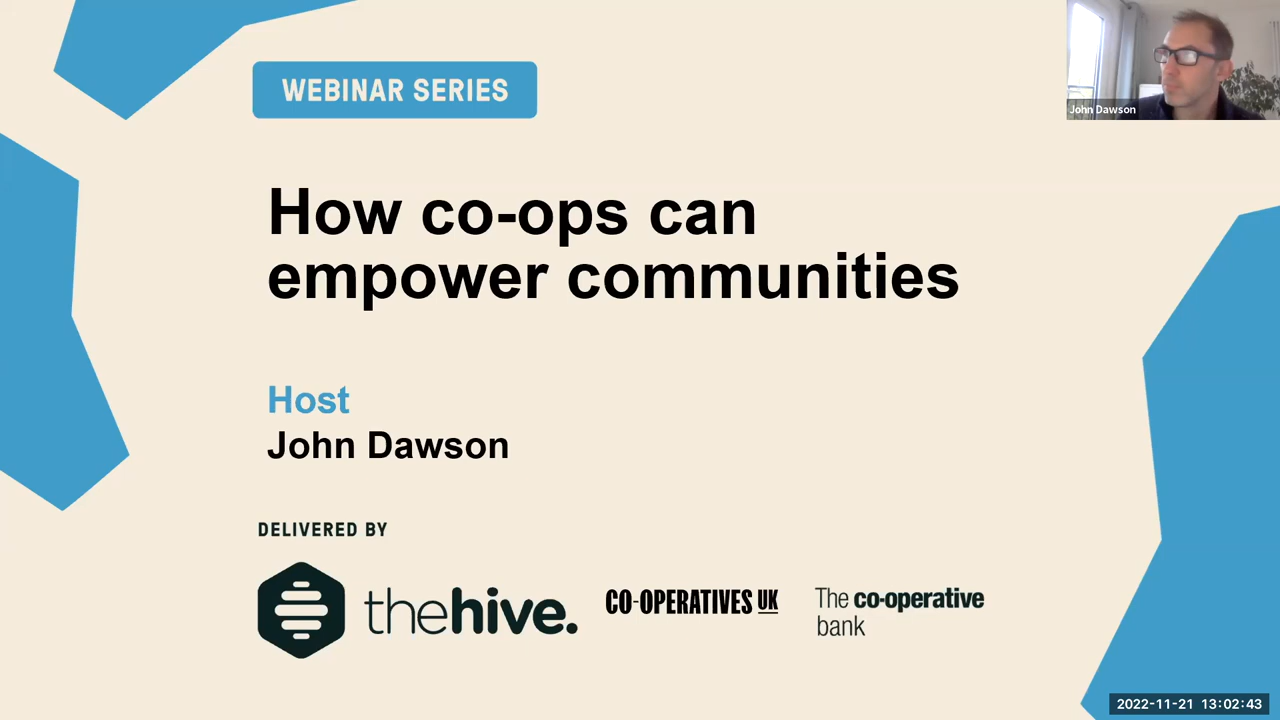 WEBINAR SERIES
John Dawson
How co-ops can
empower communities
Host
John Dawson
DELIVERED BY
thehive.
CO-OPERATIVES UK
The co-operative
bank
2022-11-21 13:02:43